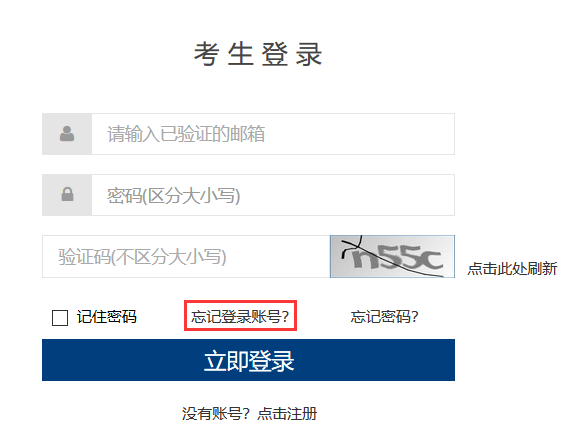 考生登录
请输入已验证的邮箱
密码(区分大小写)
验证码(不区分大小写) n55c 点击此处刷新
记住密码 忘记登录账号? 忘记密码?
立即登录
没有账号？点击注册